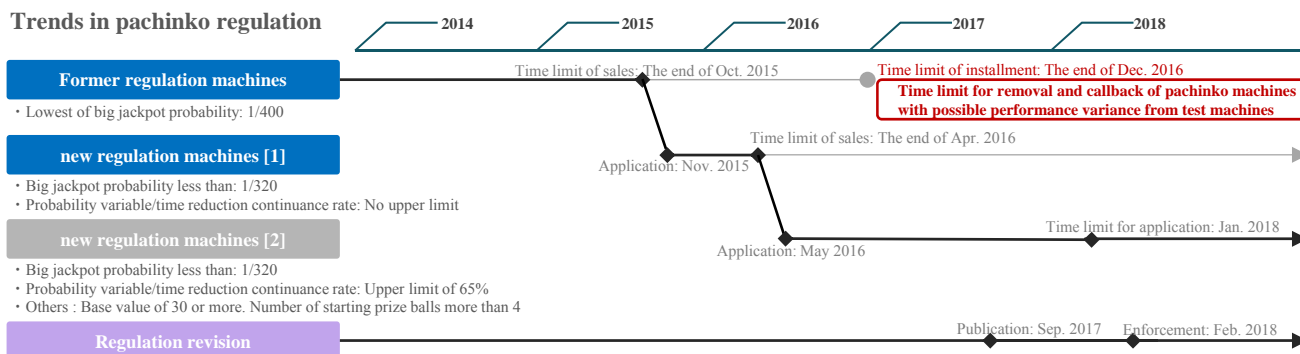 Trends in pachinko regulation
2014 2015 2016 2017 2018
Former regulation machines
Time limit of sales: The end of Oct. 2015
Time limit of installment: The end of Dec. 2016
Time limit for removal and callback of pachinko machines
with possible performance variance from test machines
・Lowest of big jackpot probability: 1/400
new regulation machines [1]
Time limit of sales: The end of Apr. 2016
Application: Nov. 2015
・Big jackpot probability less than: 1/320
・Probability variable/time reduction continuance rate: No upper limit
new regulation machines [2]
Time limit for application: Jan. 2018
Application: May 2016
・Big jackpot probability less than: 1/320
・Probability variable/time reduction continuance rate: Upper limit of 65%
・Others : Base value of 30 or more. Number of starting prize balls more than 4
Regulation revision
Publication: Sep. 2017
Enforcement: Feb. 2018